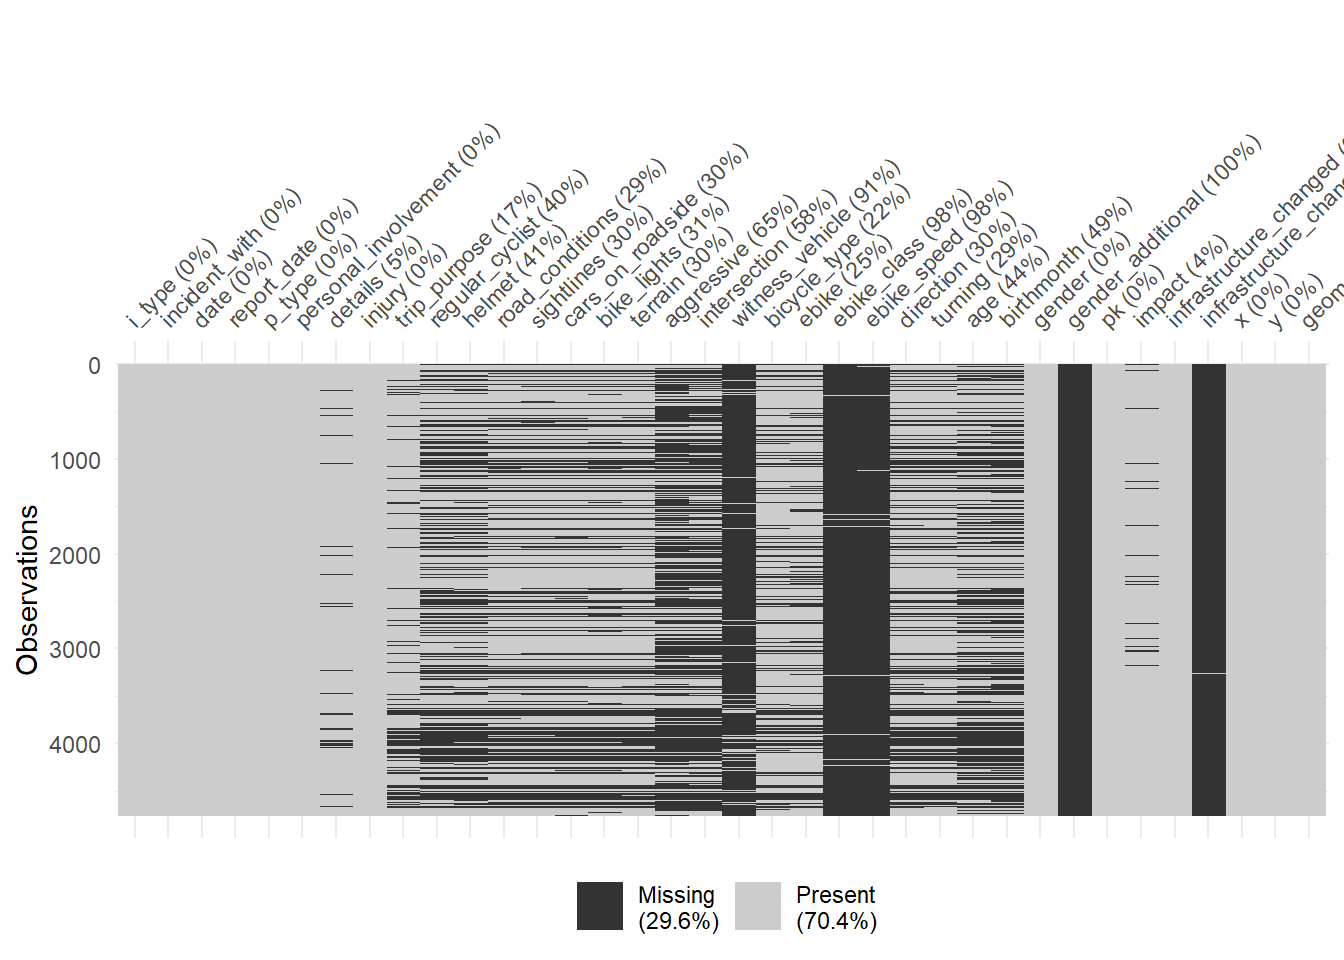 i_type (0%)
incident_with (0%)
date (0%)
report_date (0%)
p_type (0%)
personal_involvement (0%)
details (5%)
injury (0%)
trip_purpose (17%)
regular_cyclist (40%)
helmet (41%)
road_conditions (29%)
sightlines (30%)
cars_on_roadside (30%)
bike_lights (31%)
terrain (30%)
aggressive (65%)
intersection (58%)
witness_vehicle (91%)
bicycle_type (22%)
ebike (25%)
ebike_class (98%)
ebike_speed (98%)
direction (30%)
turning (29%)
age (44%)
birthmonth (49%)
gender (0%)
gender_additional (100%)
pk (0%)
impact (4%)
infrastructure_changed
infrastructure_chan
x (0%)
y (0%)
geom
Observations
0
1000
2000
3000
4000
Missing
(29.6%)
Present
(70.4%)